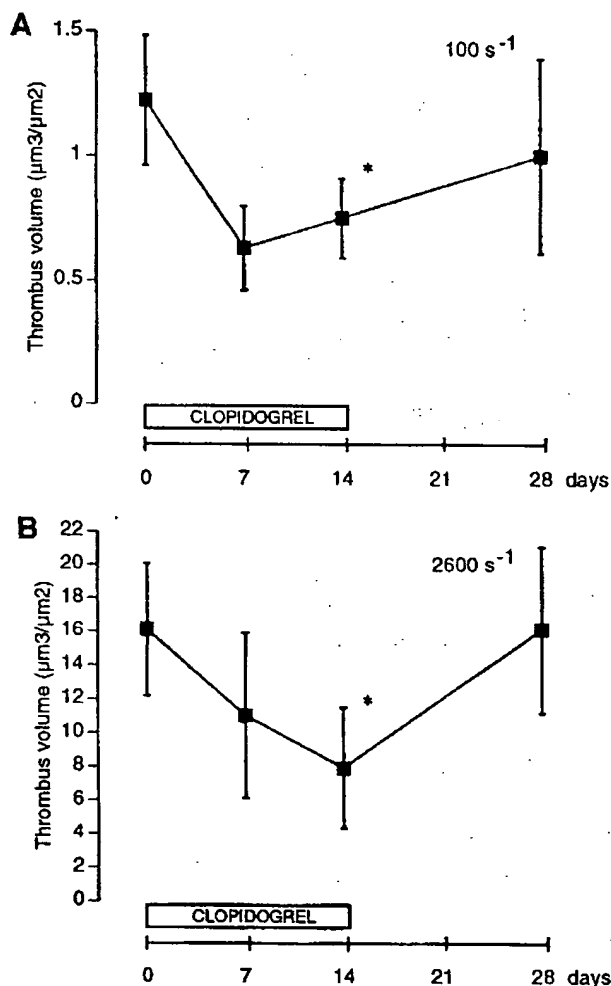 A
100 s-1
Thrombus volume (µm3/µm2)
1.5
1
0.5
0
*
CLOPIDOGREL
0 7 14 21 28 days
B
2600 s-1
Thrombus volume (µm3/µm2)
22
20
18
16
14
12
10
8
6
4
2
0
*
CLOPIDOGREL
0 7 14 21 28 days